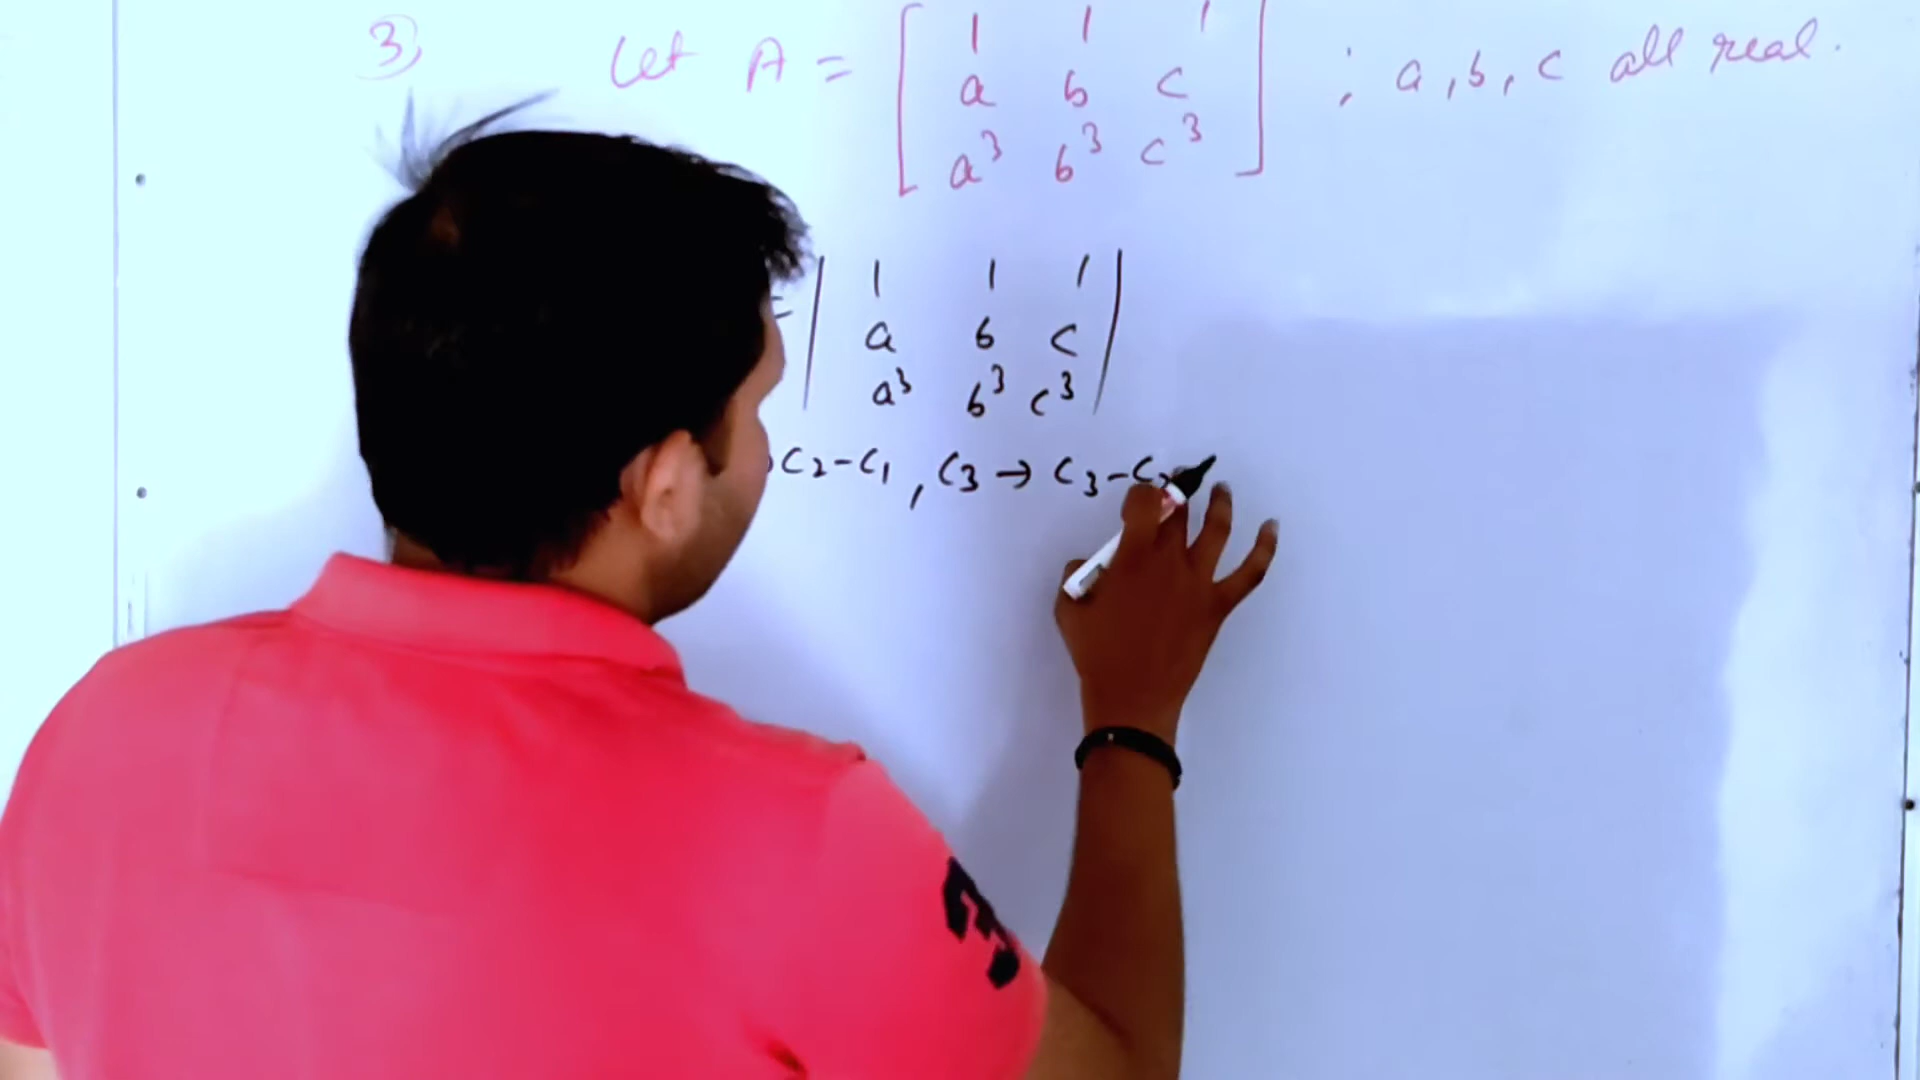 3 Let A = [ 1 1 1 ; a, b, c all real.
a b c
a³ b³ c³ ]
= | 1 1 1 |
a b c
a³ b³ c³
C₂-C₁, C₃ → C₃-C₂